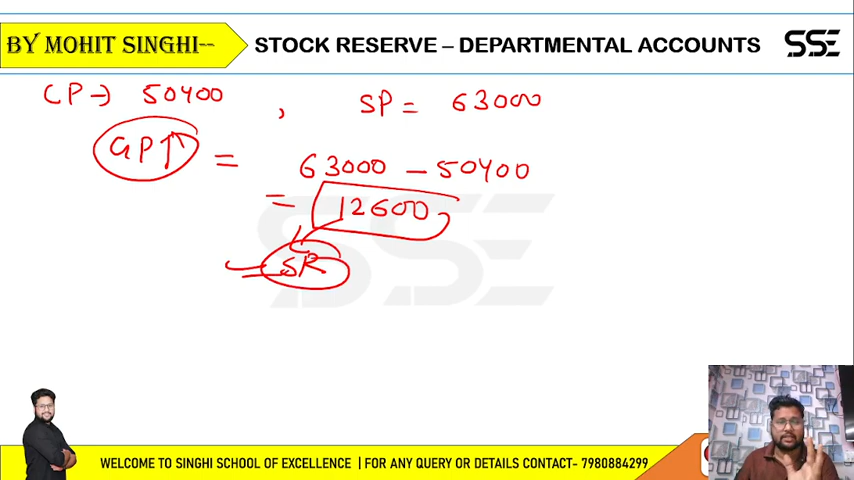 BY MOHIT SINGHI--
STOCK RESERVE – DEPARTMENTAL ACCOUNTS
SSE
CP → 50400 , SP = 63000
GP↑ = 63000 – 50400
= 12600
SR
SSE
WELCOME TO SINGHI SCHOOL OF EXCELLENCE | FOR ANY QUERY OR DETAILS CONTACT- 7980884299